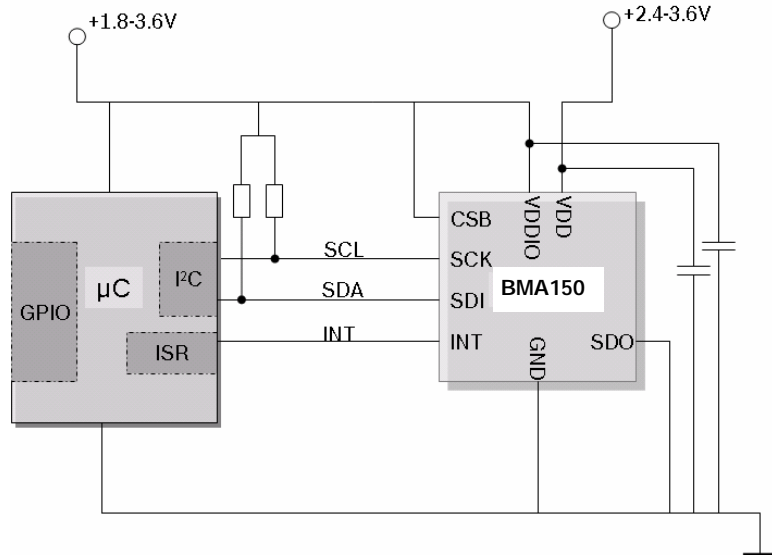 +1.8-3.6V
+2.4-3.6V
GPIO
µC
I²C
ISR
SCL
SDA
INT
CSB
SCK
SDI
INT
VDDIO
VDD
BMA150
GND
SDO